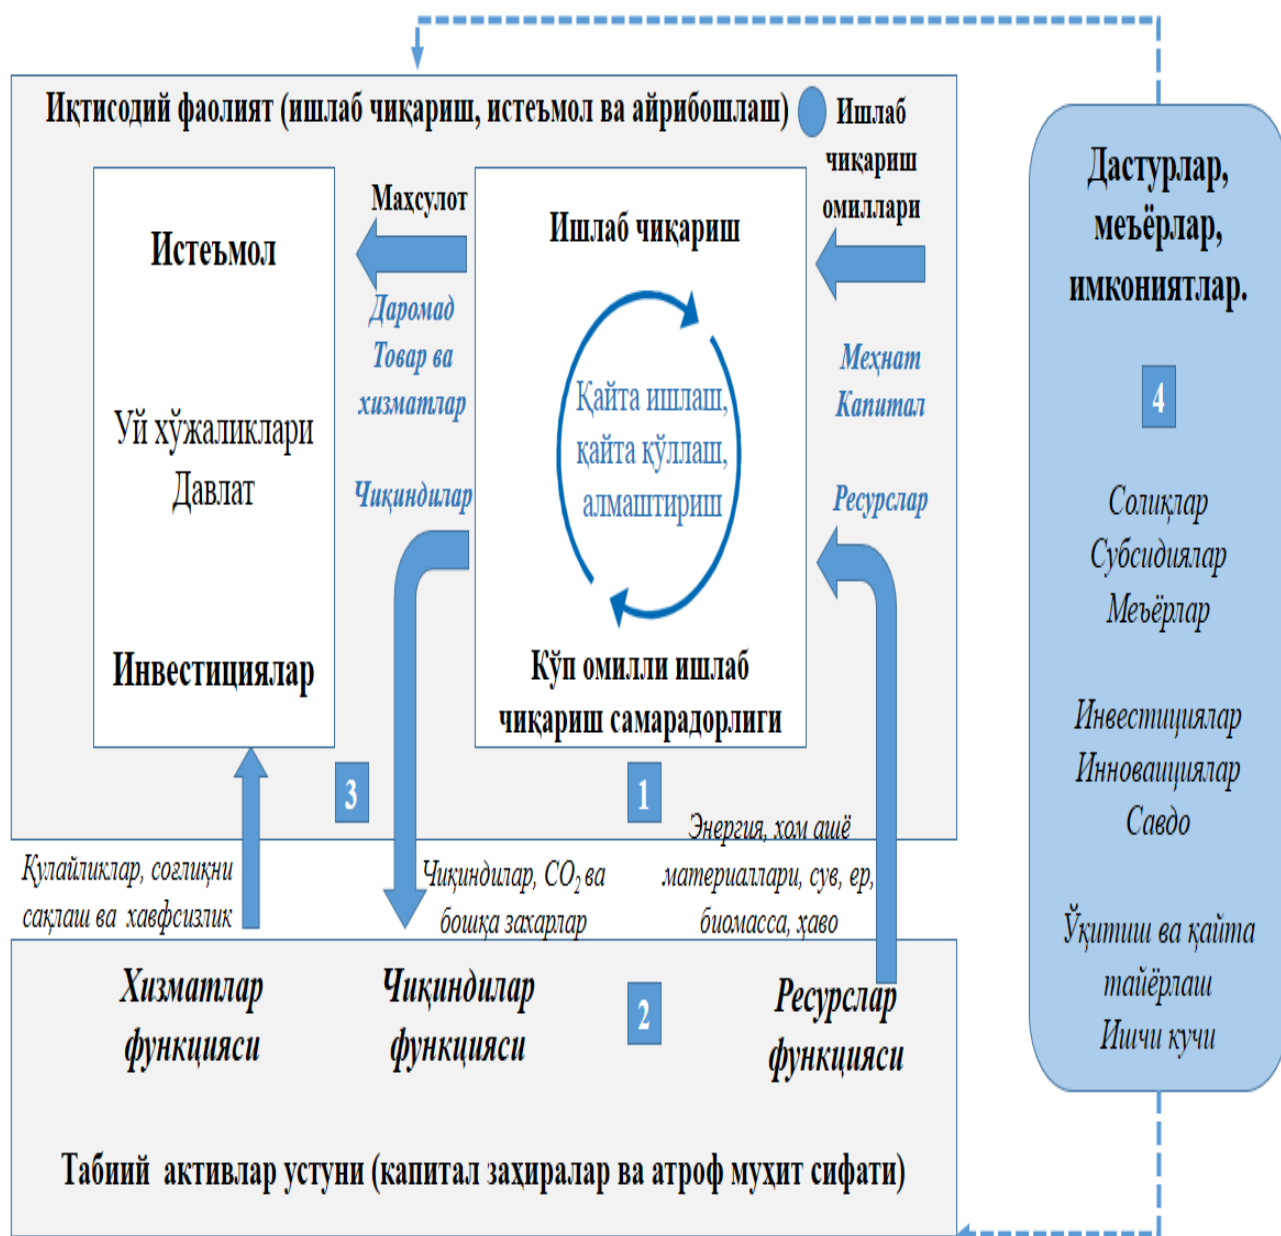 Иқтисодий фаолият (ишлаб чиқариш, истеъмол ва айрибошлаш)
Ишлаб
чиқариш
омиллари
Маҳсулот
Истеъмол
Уй хўжаликлари
Давлат
Инвестициялар
Даромад
Товар ва
хизматлар
Чиқиндилар
Ишлаб чиқариш
Қайта ишлаш,
қайта қўллаш,
алмаштириш
Кўп омилли ишлаб
чиқариш самарадорлиги
Меҳнат
Капитал
Ресурслар
3
1
Қулайликлар, соғлиқни
сақлаш ва хавфсизлик
Чиқиндилар, CO₂ ва
бошқа захарлар
Энергия, хом ашё
материаллари, сув, ер,
биомасса, ҳаво
Хизматлар
функцияси
Чиқиндилар
функцияси
2
Ресурслар
функцияси
Табиий активлар устуни (капитал заҳиралар ва атроф муҳит сифати)
Дастурлар,
меъёрлар,
имкониятлар.
4
Солиқлар
Субсидиялар
Меъёрлар
Инвестициялар
Инноваициялар
Савдо
Ўқитиш ва қайта
тайёрлаш
Ишчи кучи